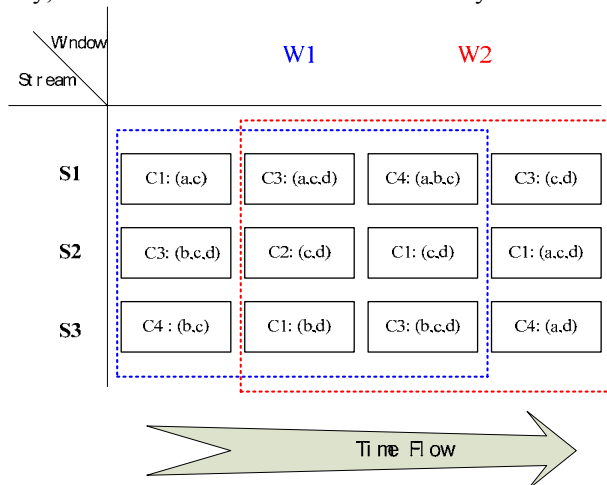 Window
Stream
W1 W2
S1 C1: (a,c) C3: (a,c,d) C4: (a,b,c) C3: (c,d)
S2 C3: (b,c,d) C2: (c,d) C1: (c,d) C1: (a,c,d)
S3 C4 : (b,c) C1: (b,d) C3: (b,c,d) C4: (a,d)
Time Flow